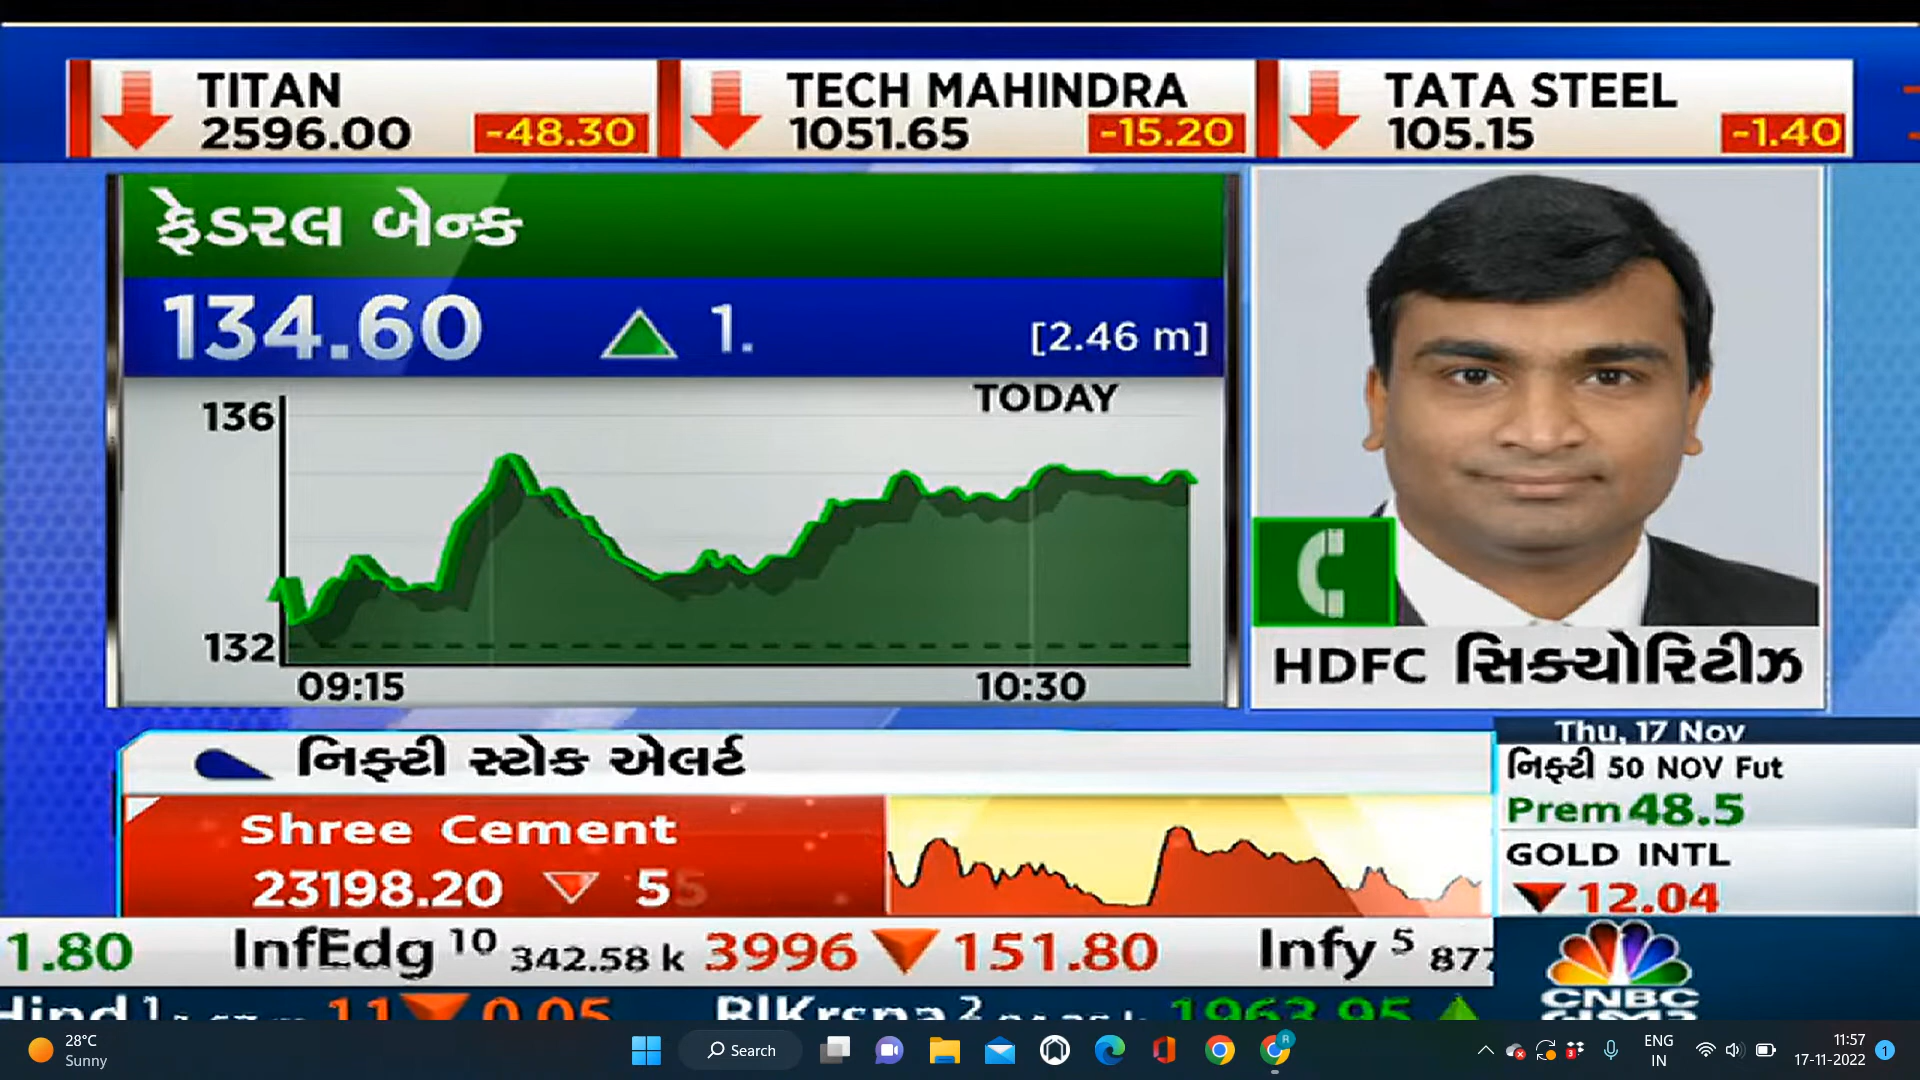 TITAN
2596.00 -48.30
TECH MAHINDRA
1051.65 -15.20
TATA STEEL
105.15 -1.40
ફેડરલ બેન્ક
134.60 1. [2.46 m]
TODAY
136
132
09:15 10:30
HDFC સિક્યોરિટીઝ
નિફ્ટી સ્ટોક એલર્ટ
Shree Cement
23198.20 5
Thu, 17 Nov
નિફ્ટી 50 NOV Fut
Prem 48.5
GOLD INTL
12.04
1.80 InfEdg 10 342.58 k 3996 151.80 Infy 5 877
CNBC
28°C
Sunny
Search
R
3
ENG
IN
11:57
17-11-2022
1